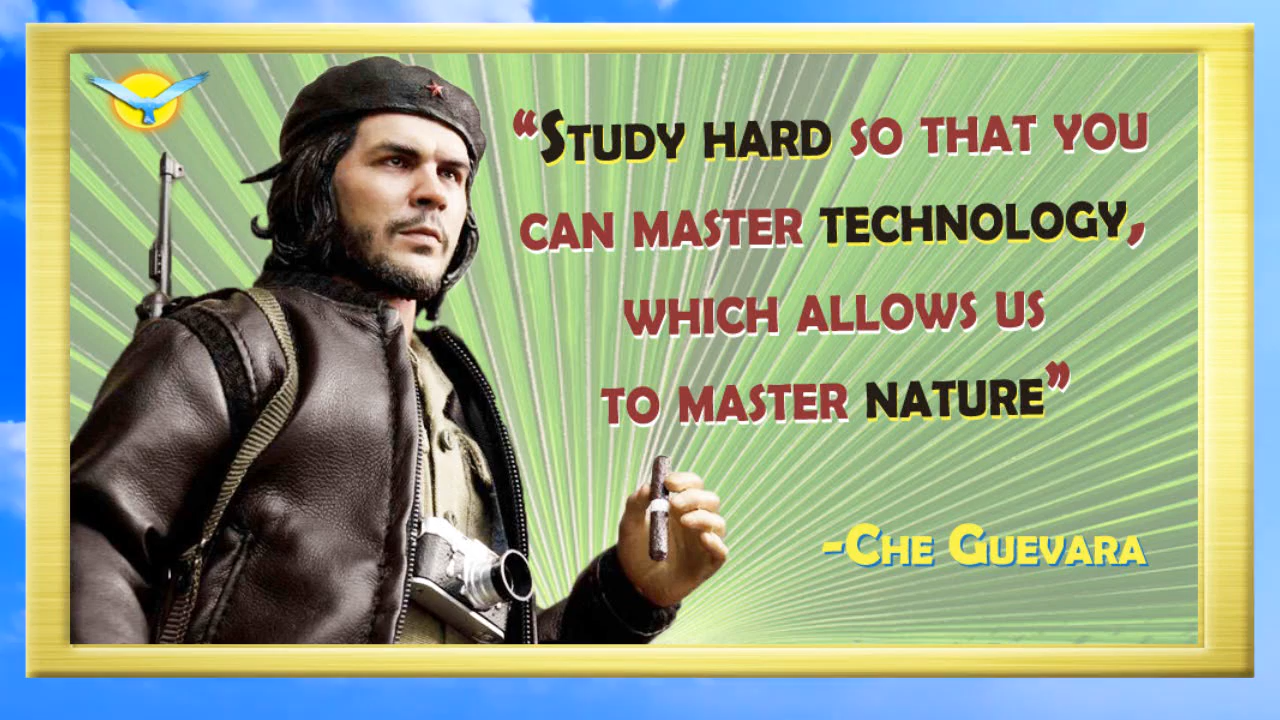 “Study hard so that you
can master technology,
which allows us
to master nature”
-Che Guevara